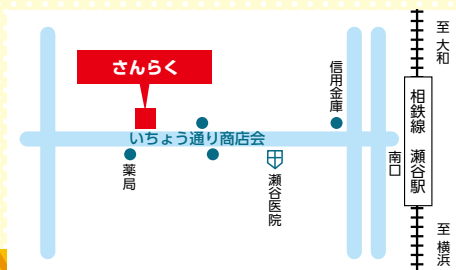 至 大和
さんらく
信用金庫
相鉄線 瀬谷駅
いちょう通り商店会
南口
薬局
瀬谷医院
至 横浜